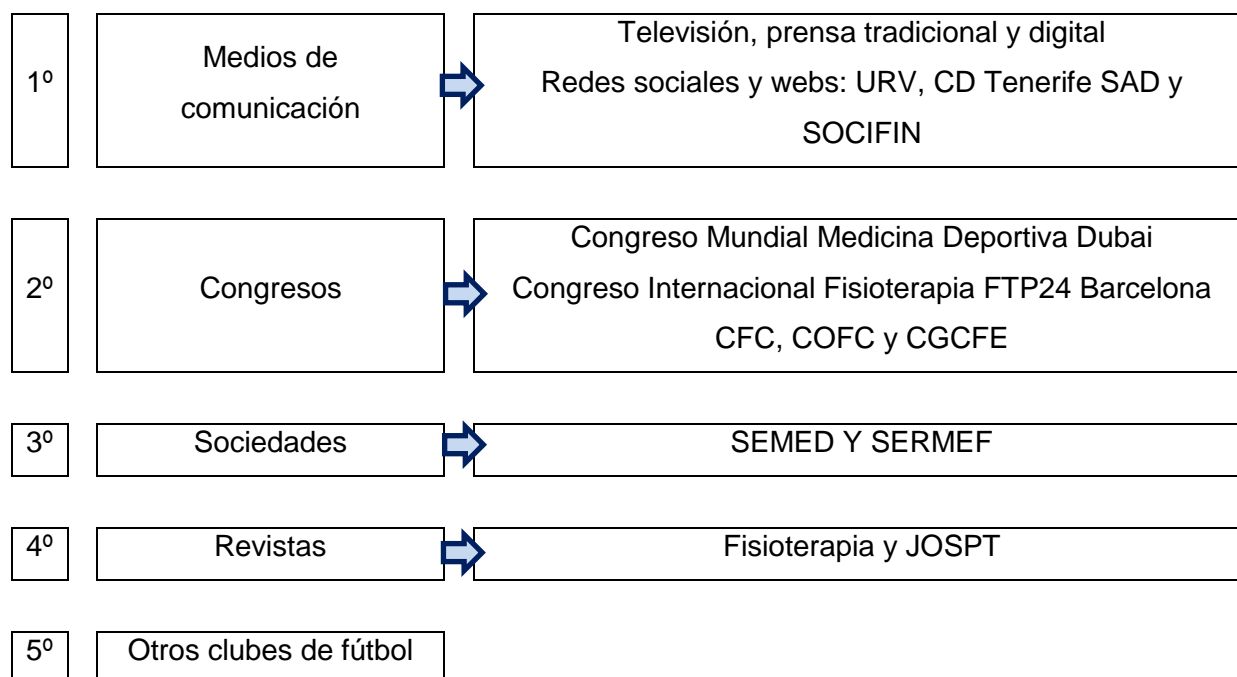 1º
Medios de
comunicación
Televisión, prensa tradicional y digital
Redes sociales y webs: URV, CD Tenerife SAD y
SOCIFIN
2º
Congresos
Congreso Mundial Medicina Deportiva Dubai
Congreso Internacional Fisioterapia FTP24 Barcelona
CFC, COFC y CGCFE
3º
Sociedades
SEMED Y SERMEF
4º
Revistas
Fisioterapia y JOSPT
5º
Otros clubes de fútbol